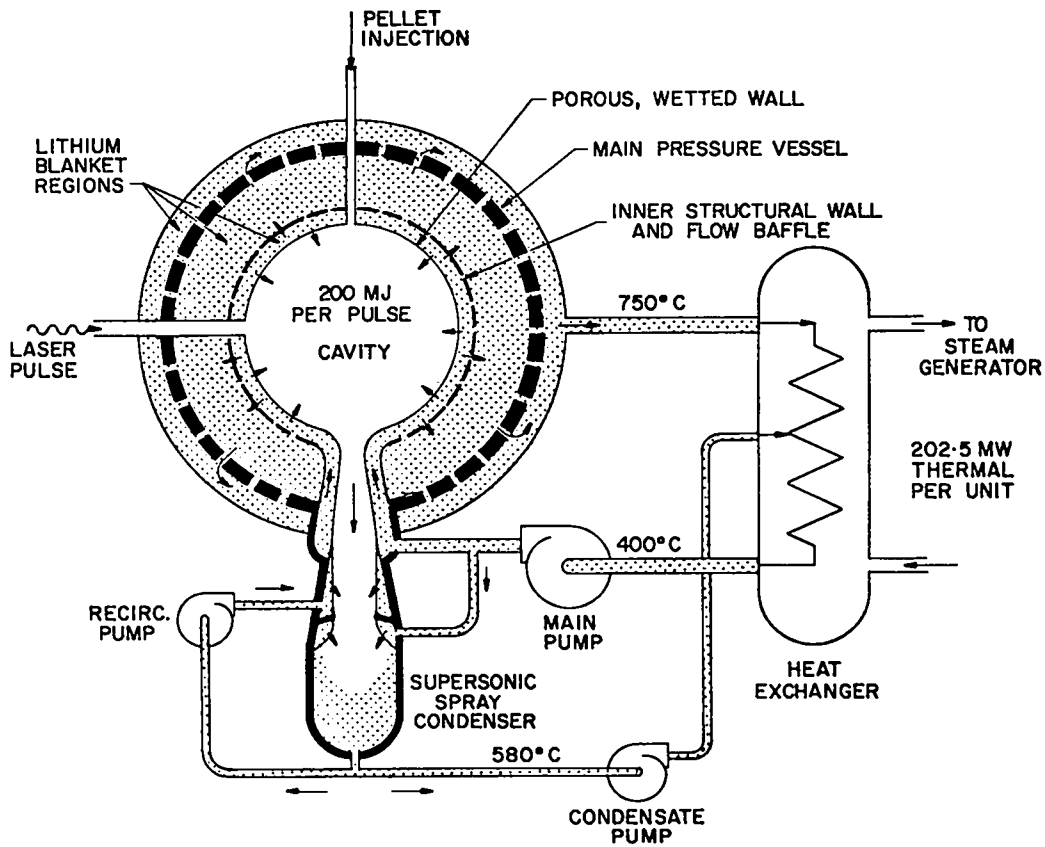 PELLET
INJECTION
POROUS, WETTED WALL
LITHIUM
BLANKET
REGIONS
MAIN PRESSURE VESSEL
INNER STRUCTURAL WALL
AND FLOW BAFFLE
200 MJ
PER PULSE
CAVITY
750°C
LASER
PULSE
TO
STEAM
GENERATOR
202·5 MW
THERMAL
PER UNIT
400°C
RECIRC.
PUMP
MAIN
PUMP
HEAT
EXCHANGER
SUPERSONIC
SPRAY
CONDENSER
580°C
CONDENSATE
PUMP